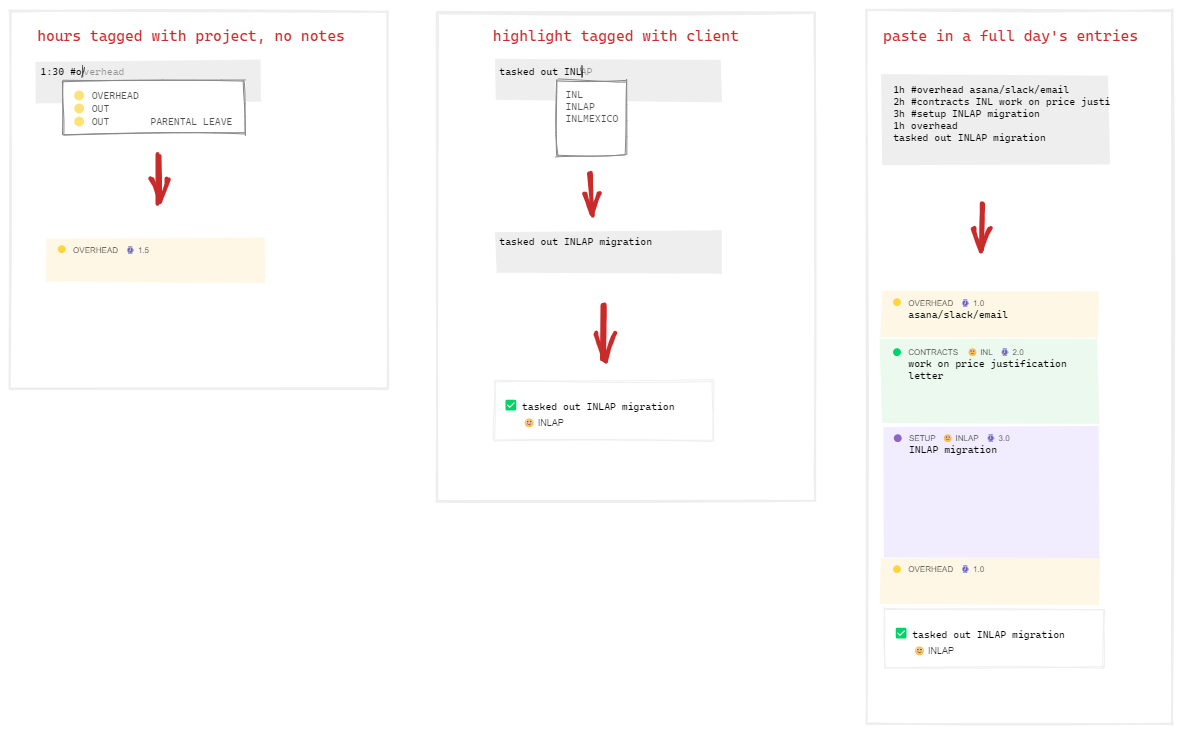 hours tagged with project, no notes
1:30 #overhead
OVERHEAD
OUT
OUT PARENTAL LEAVE
OVERHEAD 1.5
highlight tagged with client
tasked out INLAP
INL
INLAP
INLMEXICO
tasked out INLAP migration
tasked out INLAP migration
INLAP
paste in a full day's entries
1h #overhead asana/slack/email
2h #contracts INL work on price justi
3h #setup INLAP migration
1h overhead
tasked out INLAP migration
OVERHEAD 1.0
asana/slack/email
CONTRACTS INL 2.0
work on price justification
letter
SETUP INLAP 3.0
INLAP migration
OVERHEAD 1.0
tasked out INLAP migration
INLAP